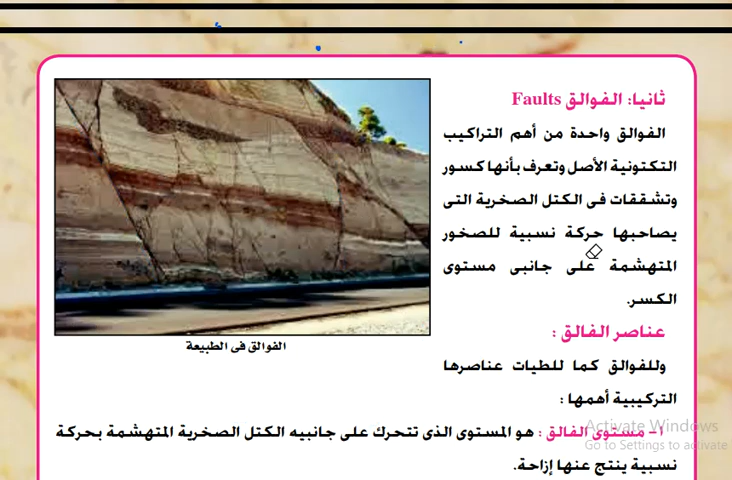 ثانيا: الفوالق Faults
الفوالق واحدة من أهم التراكيب
التكتونية الأصل وتعرف بأنها كسور
وتشققات فى الكتل الصخرية التى
يصاحبها حركة نسبية للصخور
المتهشمة على جانبى مستوى
الكسر.
الفوالق فى الطبيعة
عناصر الفالق :
وللفوالق كما للطيات عناصرها
التركيبية أهمها :
١- مستوى الفالق : هو المستوى الذى تتحرك على جانبيه الكتل الصخرية المتهشمة بحركة
نسبية ينتج عنها إزاحة.
Activate Windows
Go to Settings to activate